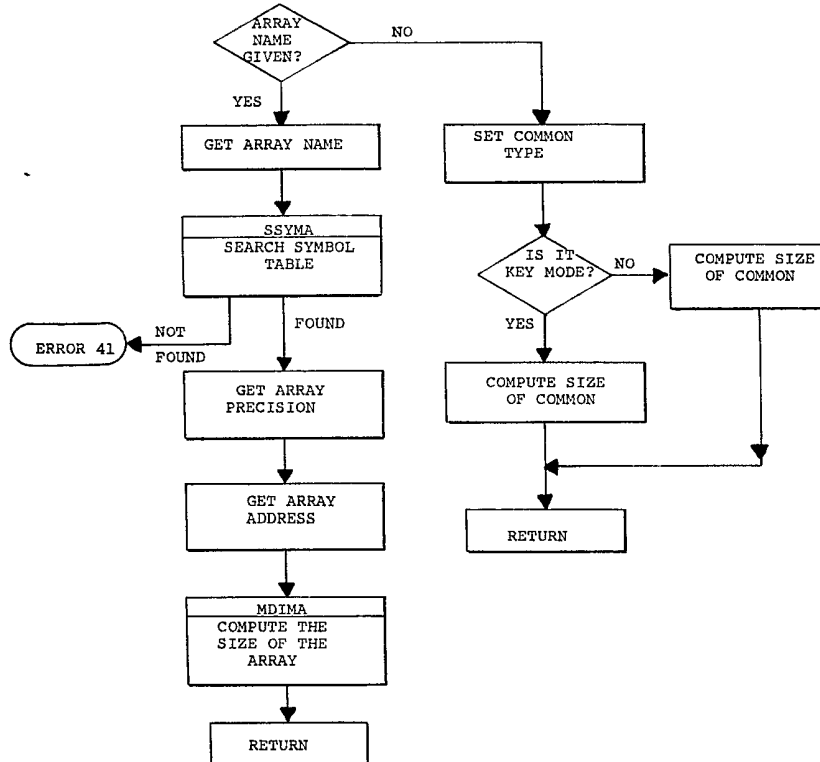 ARRAY
NAME
GIVEN?
NO
YES
GET ARRAY NAME
SET COMMON
TYPE
SSYMA
SEARCH SYMBOL
TABLE
IS IT
KEY MODE?
NO
COMPUTE SIZE
OF COMMON
YES
FOUND
NOT
FOUND
ERROR 41
GET ARRAY
PRECISION
COMPUTE SIZE
OF COMMON
GET ARRAY
ADDRESS
RETURN
MDIMA
COMPUTE THE
SIZE OF THE
ARRAY
RETURN